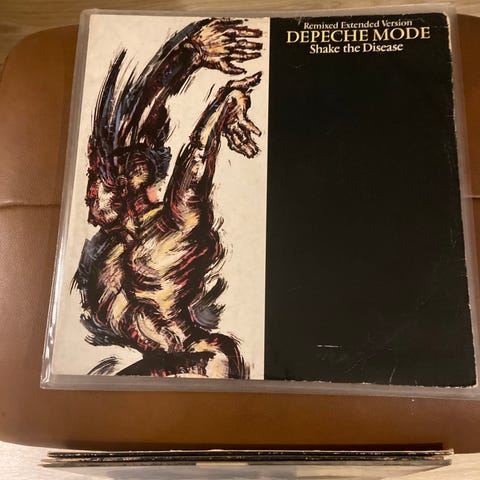 Remixed Extended Version
DEPECHE MODE
Shake the Disease